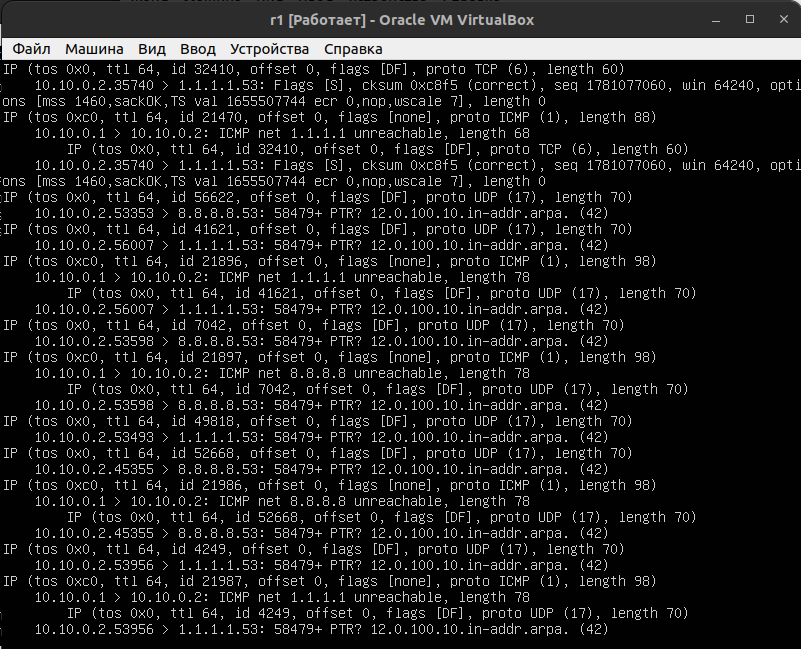 r1 [Работает] - Oracle VM VirtualBox
Файл Машина Вид Ввод Устройства Справка
IP (tos 0x0, ttl 64, id 32410, offset 0, flags [DF], proto TCP (6), length 60)
10.10.0.2.35740 > 1.1.1.1.53: Flags [S], cksum 0xc8f5 (correct), seq 1781077060, win 64240, opti
ons [mss 1460,sackOK,TS val 1655507744 ecr 0,nop,wscale 7], length 0
IP (tos 0xc0, ttl 64, id 21470, offset 0, flags [none], proto ICMP (1), length 88)
10.10.0.1 > 10.10.0.2: ICMP net 1.1.1.1 unreachable, length 68
IP (tos 0x0, ttl 64, id 32410, offset 0, flags [DF], proto TCP (6), length 60)
10.10.0.2.35740 > 1.1.1.1.53: Flags [S], cksum 0xc8f5 (correct), seq 1781077060, win 64240, opti
ons [mss 1460,sackOK,TS val 1655507744 ecr 0,nop,wscale 7], length 0
IP (tos 0x0, ttl 64, id 56622, offset 0, flags [DF], proto UDP (17), length 70)
10.10.0.2.53353 > 8.8.8.8.53: 58479+ PTR? 12.0.100.10.in-addr.arpa. (42)
IP (tos 0x0, ttl 64, id 41621, offset 0, flags [DF], proto UDP (17), length 70)
10.10.0.2.56007 > 1.1.1.1.53: 58479+ PTR? 12.0.100.10.in-addr.arpa. (42)
IP (tos 0xc0, ttl 64, id 21896, offset 0, flags [none], proto ICMP (1), length 98)
10.10.0.1 > 10.10.0.2: ICMP net 1.1.1.1 unreachable, length 78
IP (tos 0x0, ttl 64, id 41621, offset 0, flags [DF], proto UDP (17), length 70)
10.10.0.2.56007 > 1.1.1.1.53: 58479+ PTR? 12.0.100.10.in-addr.arpa. (42)
IP (tos 0x0, ttl 64, id 7042, offset 0, flags [DF], proto UDP (17), length 70)
10.10.0.2.53598 > 8.8.8.8.53: 58479+ PTR? 12.0.100.10.in-addr.arpa. (42)
IP (tos 0xc0, ttl 64, id 21897, offset 0, flags [none], proto ICMP (1), length 98)
10.10.0.1 > 10.10.0.2: ICMP net 8.8.8.8 unreachable, length 78
IP (tos 0x0, ttl 64, id 7042, offset 0, flags [DF], proto UDP (17), length 70)
10.10.0.2.53598 > 8.8.8.8.53: 58479+ PTR? 12.0.100.10.in-addr.arpa. (42)
IP (tos 0x0, ttl 64, id 49818, offset 0, flags [DF], proto UDP (17), length 70)
10.10.0.2.53493 > 1.1.1.1.53: 58479+ PTR? 12.0.100.10.in-addr.arpa. (42)
IP (tos 0x0, ttl 64, id 52668, offset 0, flags [DF], proto UDP (17), length 70)
10.10.0.2.45355 > 8.8.8.8.53: 58479+ PTR? 12.0.100.10.in-addr.arpa. (42)
IP (tos 0xc0, ttl 64, id 21986, offset 0, flags [none], proto ICMP (1), length 98)
10.10.0.1 > 10.10.0.2: ICMP net 8.8.8.8 unreachable, length 78
IP (tos 0x0, ttl 64, id 52668, offset 0, flags [DF], proto UDP (17), length 70)
10.10.0.2.45355 > 8.8.8.8.53: 58479+ PTR? 12.0.100.10.in-addr.arpa. (42)
IP (tos 0x0, ttl 64, id 4249, offset 0, flags [DF], proto UDP (17), length 70)
10.10.0.2.53956 > 1.1.1.1.53: 58479+ PTR? 12.0.100.10.in-addr.arpa. (42)
IP (tos 0xc0, ttl 64, id 21987, offset 0, flags [none], proto ICMP (1), length 98)
10.10.0.1 > 10.10.0.2: ICMP net 1.1.1.1 unreachable, length 78
IP (tos 0x0, ttl 64, id 4249, offset 0, flags [DF], proto UDP (17), length 70)
10.10.0.2.53956 > 1.1.1.1.53: 58479+ PTR? 12.0.100.10.in-addr.arpa. (42)